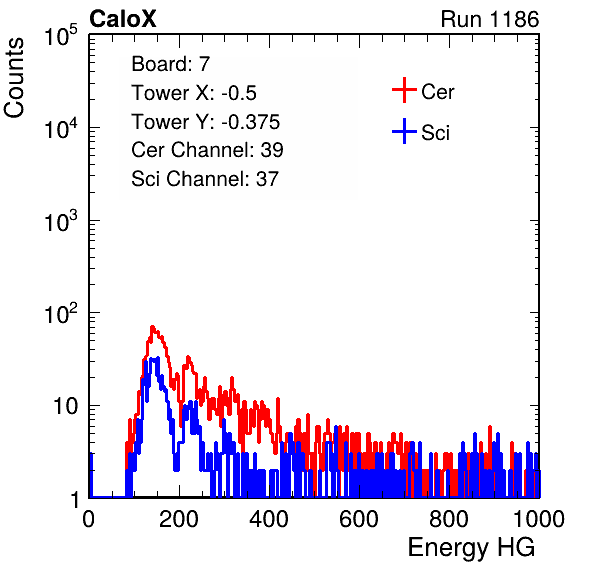 CaloX Run 1186
Counts
10^5
10^4
10^3
10^2
10
1
Board: 7
Tower X: -0.5
Tower Y: -0.375
Cer Channel: 39
Sci Channel: 37
Cer
Sci
0 200 400 600 800 1000
Energy HG